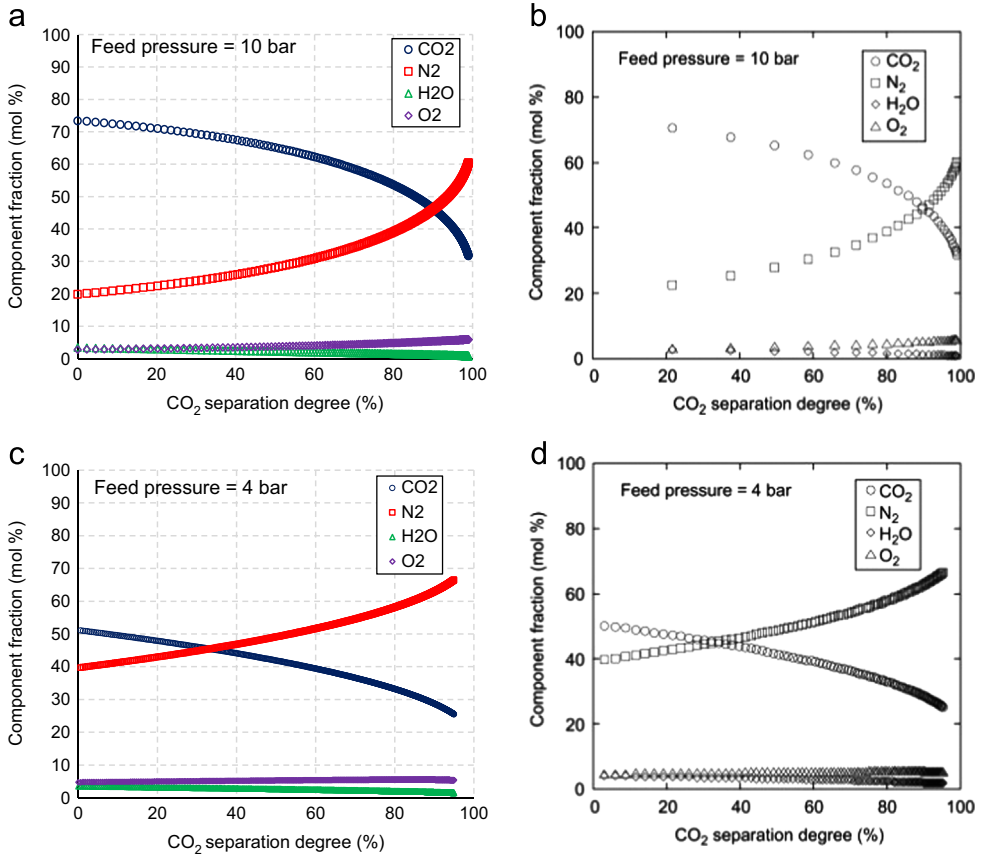 a
Feed pressure = 10 bar
CO2
N2
H2O
O2
Component fraction (mol %)
100
90
80
70
60
50
40
30
20
10
0
0 20 40 60 80 100
CO2 separation degree (%)
b
Feed pressure = 10 bar
CO2
N2
H2O
O2
Component fraction (mol %)
100
80
60
40
20
0
0 20 40 60 80 100
CO2 separation degree (%)
c
Feed pressure = 4 bar
CO2
N2
H2O
O2
Component fraction (mol %)
100
90
80
70
60
50
40
30
20
10
0
0 20 40 60 80 100
CO2 separation degree (%)
d
Feed pressure = 4 bar
CO2
N2
H2O
O2
Component fraction (mol %)
100
80
60
40
20
0
0 20 40 60 80 100
CO2 separation degree (%)